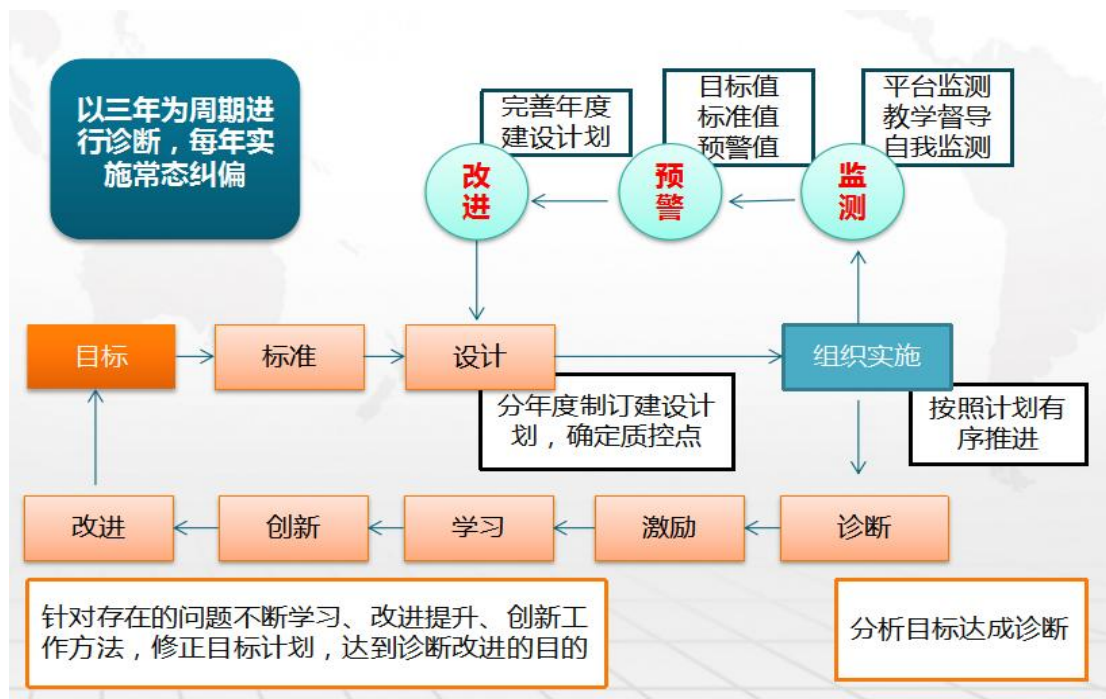 以三年为周期进
行诊断，每年实
施常态纠偏
完善年度
建设计划
目标值
标准值
预警值
平台监测
教学督导
自我监测
改
进
预
警
监
测
目标
标准
设计
组织实施
分年度制订建设计
划，确定质控点
按照计划有
序推进
改进
创新
学习
激励
诊断
针对存在的问题不断学习、改进提升、创新工
作方法，修正目标计划，达到诊断改进的目的
分析目标达成诊断